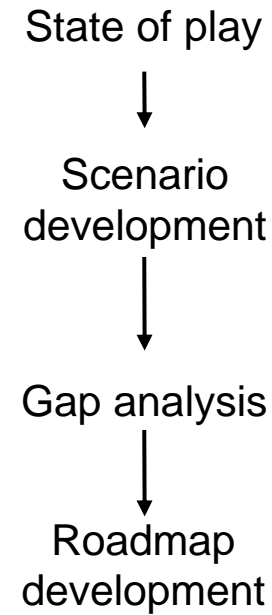 State of play
Scenario
development
Gap analysis
Roadmap
development